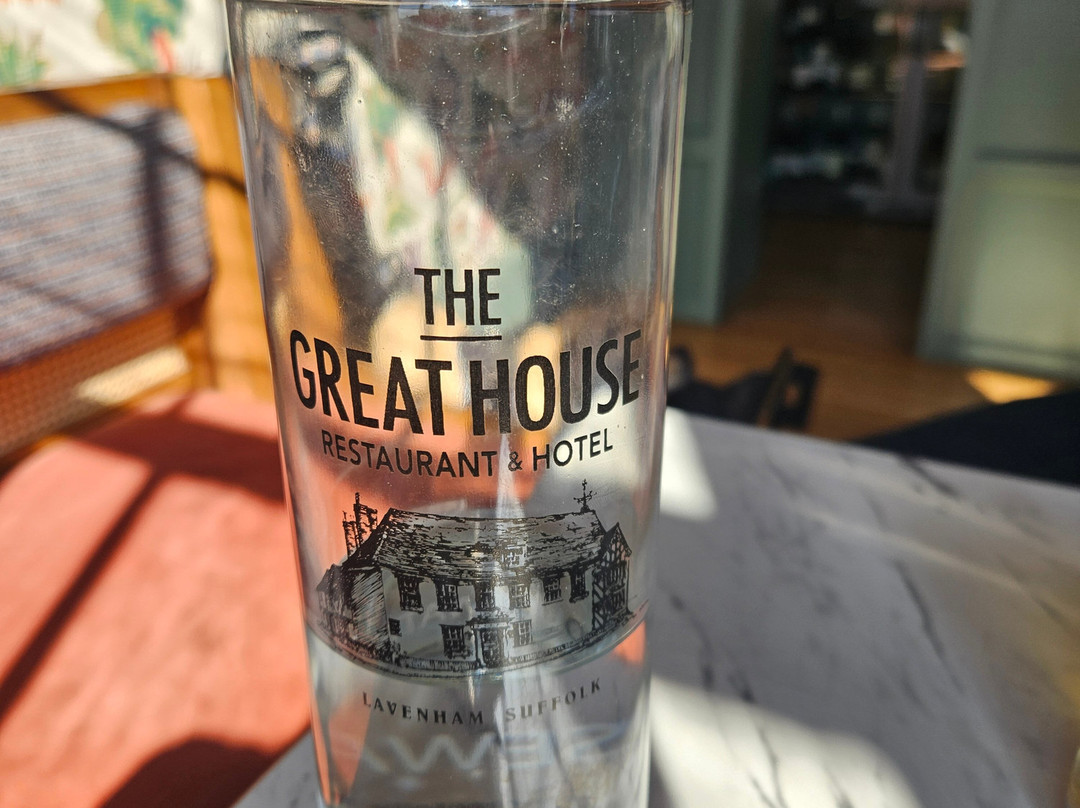 THE
GREAT HOUSE
RESTAURANT & HOTEL
LAVENHAM SUFFOLK